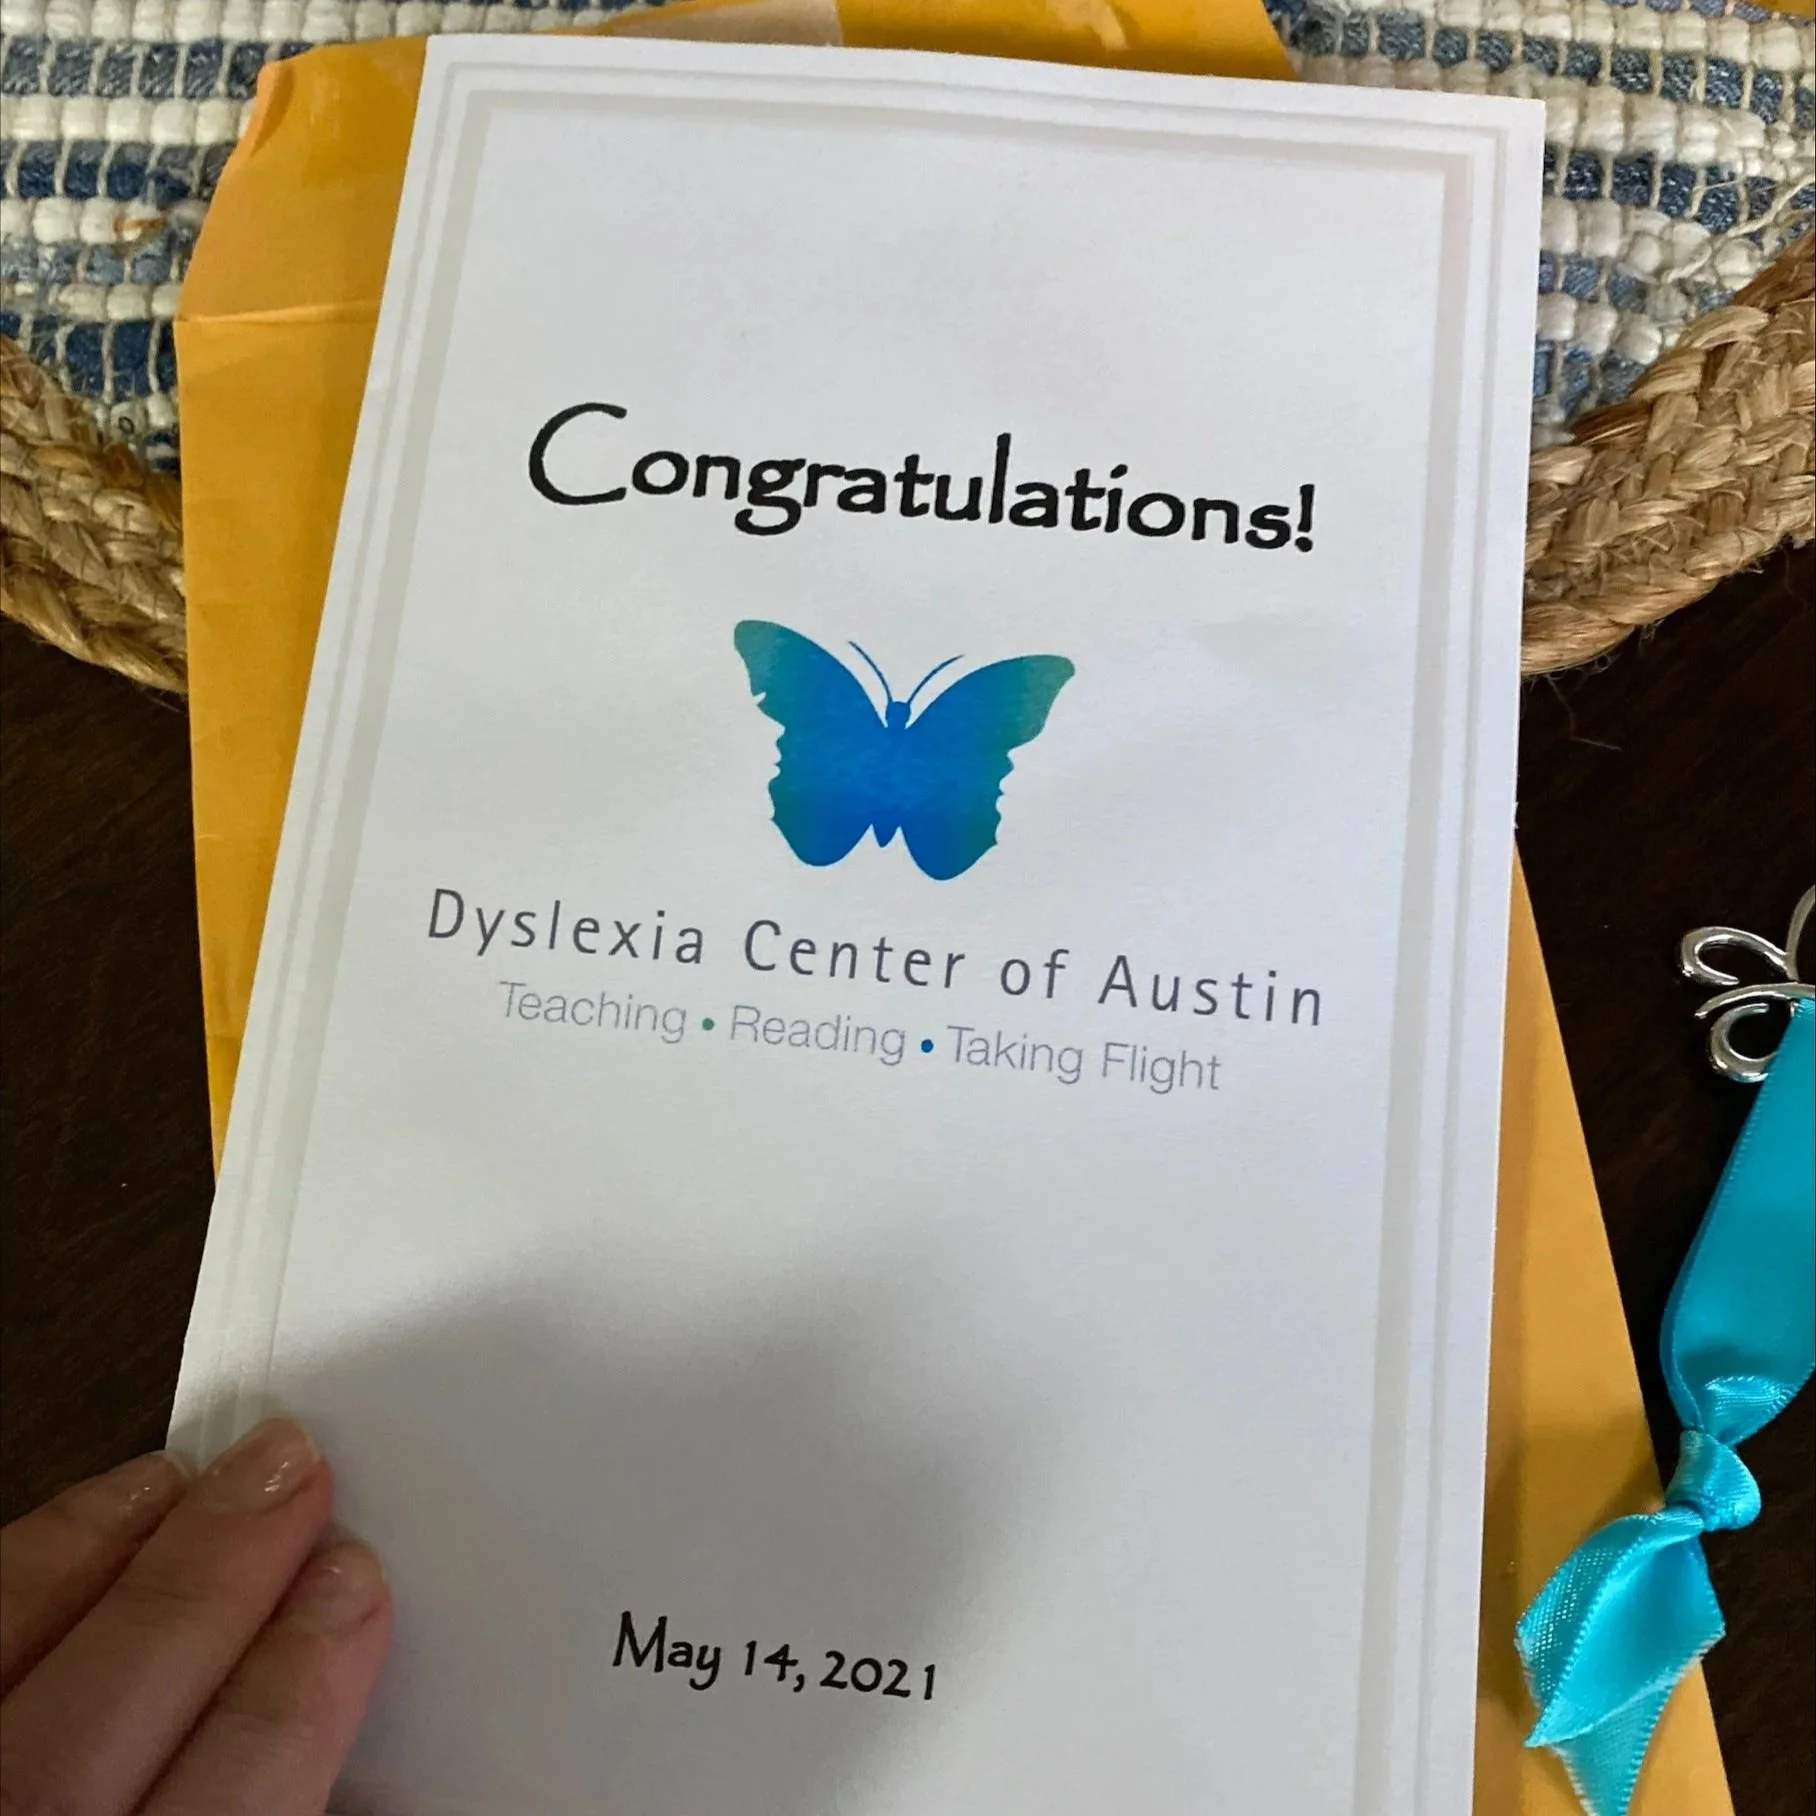 Congratulations!
Dyslexia Center of Austin
Teaching • Reading • Taking Flight
May 14, 2021